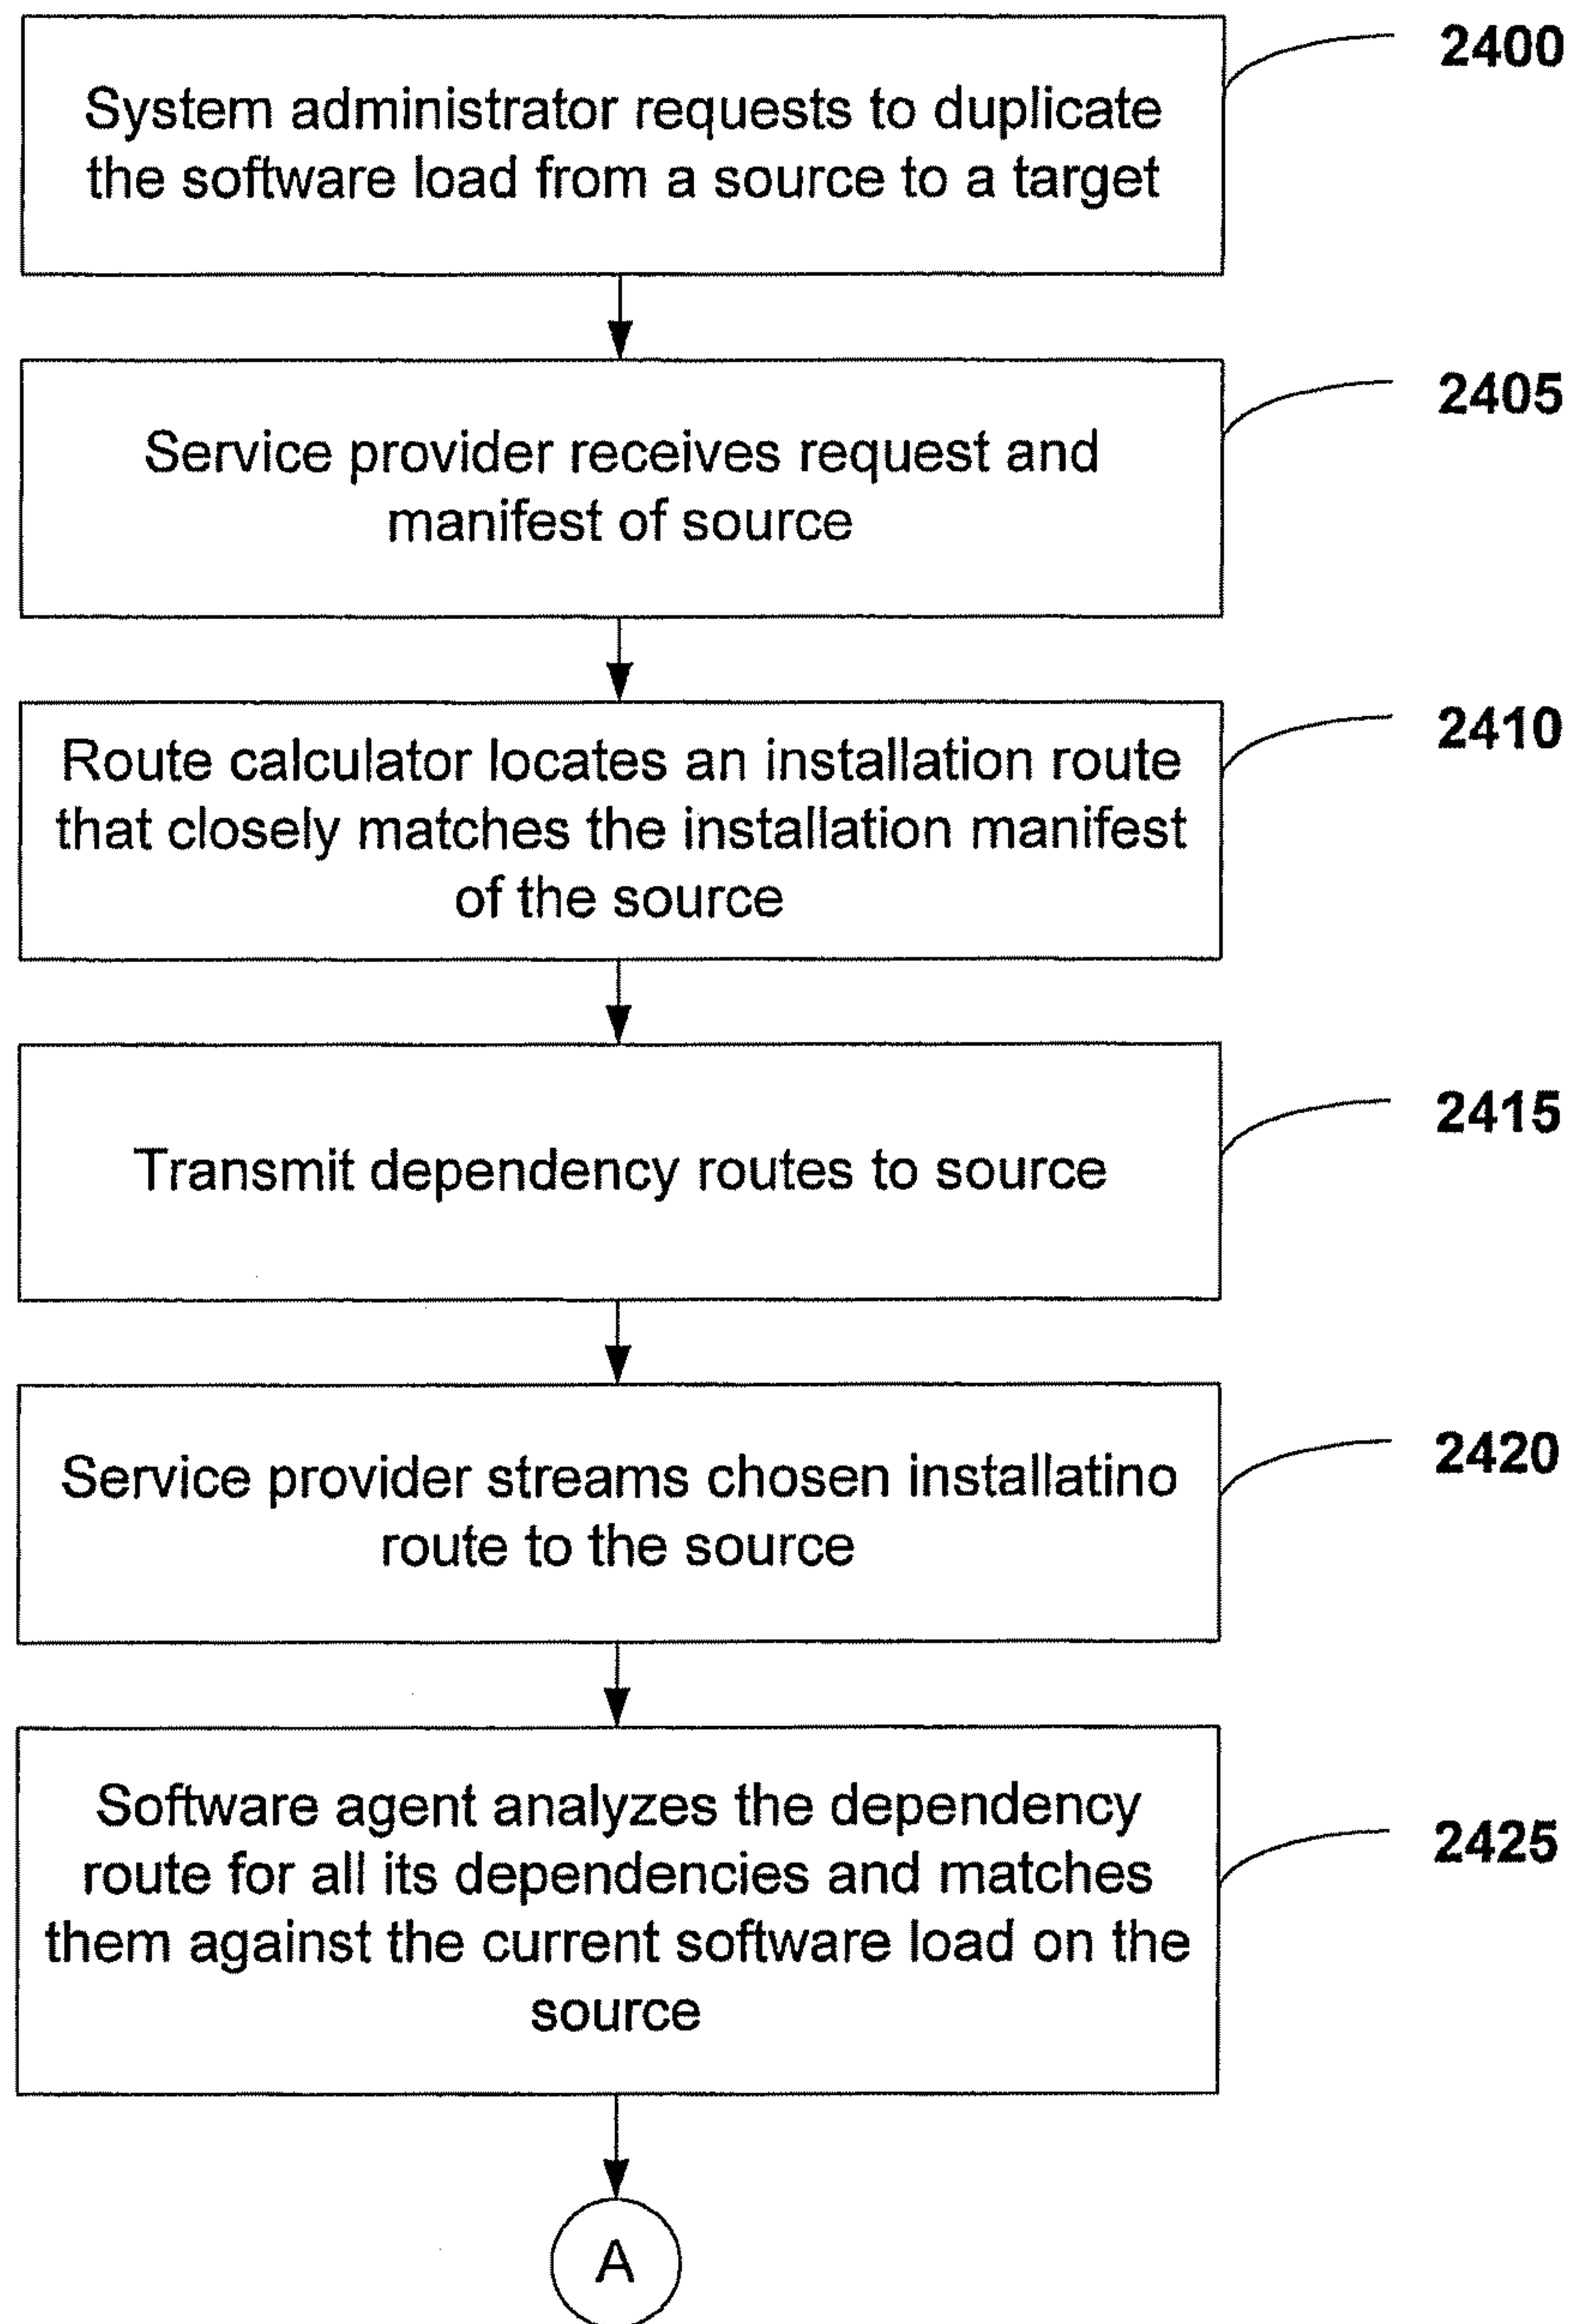 System administrator requests to duplicate
the software load from a source to a target
2400
Service provider receives request and
manifest of source
2405
Route calculator locates an installation route
that closely matches the installation manifest
of the source
2410
Transmit dependency routes to source
2415
Service provider streams chosen installatino
route to the source
2420
Software agent analyzes the dependency
route for all its dependencies and matches
them against the current software load on the
source
2425
A